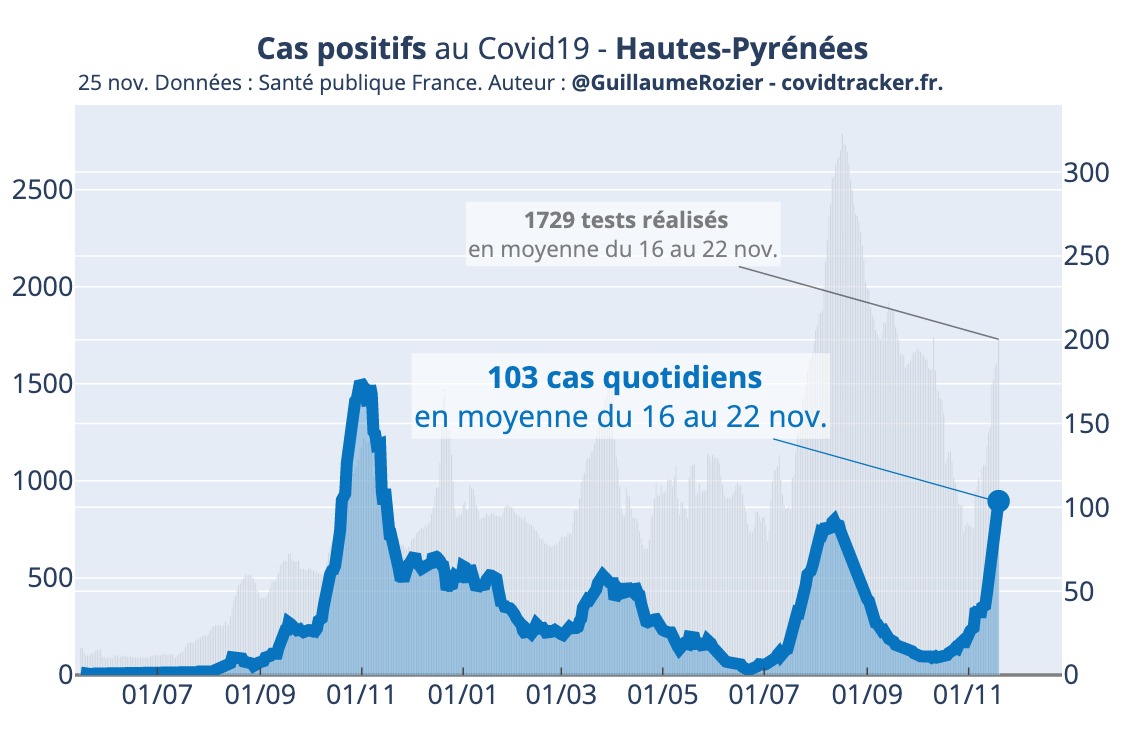 Cas positifs au Covid19 - Hautes-Pyrénées
25 nov. Données : Santé publique France. Auteur : @GuillaumeRozier - covidtracker.fr.
2500
2000
1500
1000
500
0
300
250
200
150
100
50
0
1729 tests réalisés
en moyenne du 16 au 22 nov.
103 cas quotidiens
en moyenne du 16 au 22 nov.
01/07 01/09 01/11 01/01 01/03 01/05 01/07 01/09 01/11